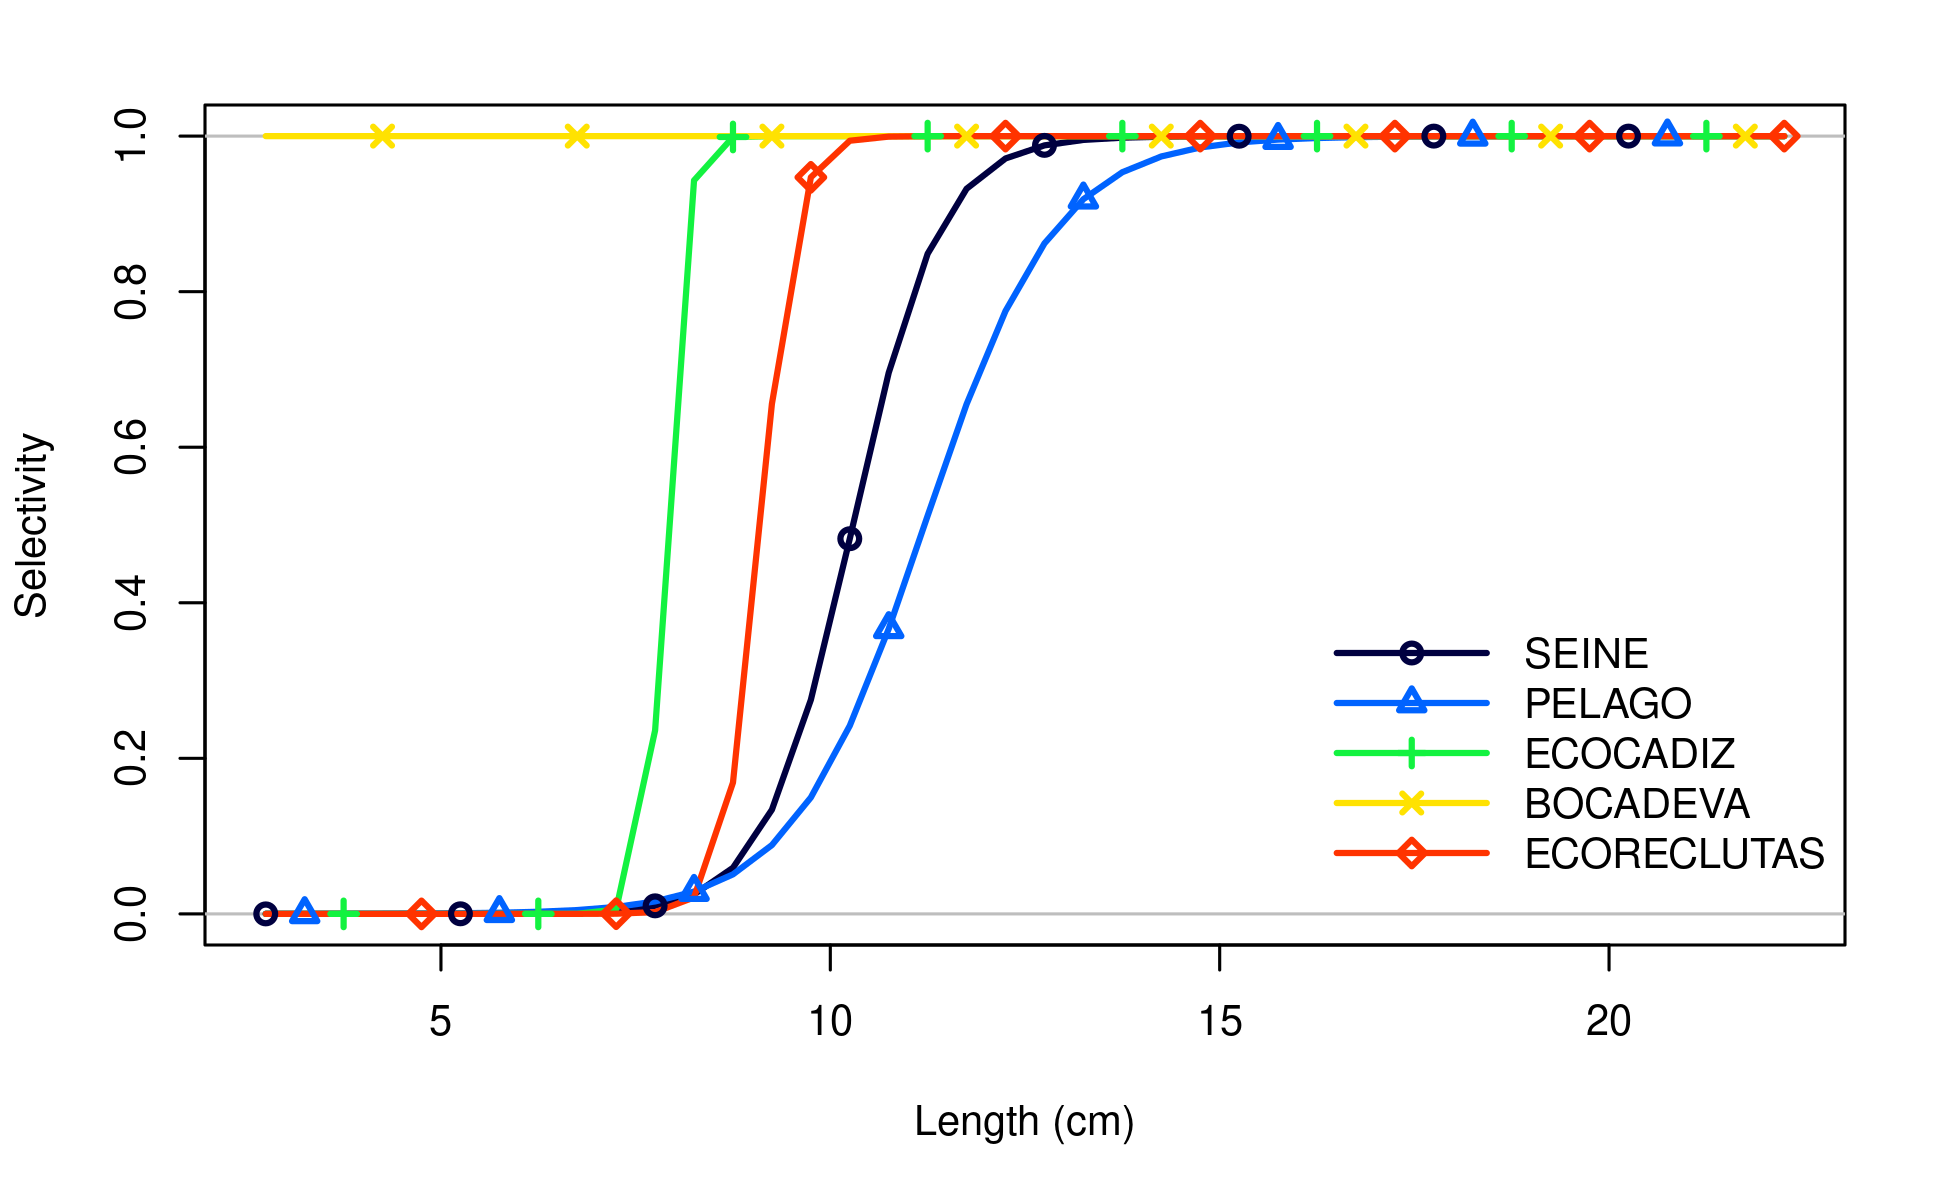 Selectivity
1.0
0.8
0.6
0.4
0.2
0.0
SEINE
PELAGO
ECOCADIZ
BOCADEVA
ECORECLUTAS
5 10 15 20
Length (cm)